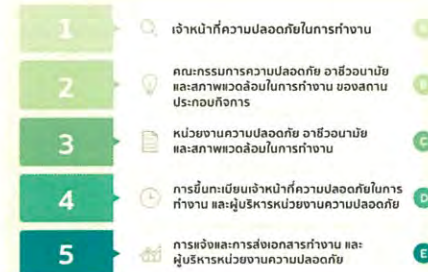 1
เจ้าหน้าที่ความปลอดภัยในการทำงาน
2
คณะกรรมการความปลอดภัย อาชีวอนามัย
และสภาพแวดล้อมในการทำงาน ของสถาน
ประกอบกิจการ
3
หน่วยงานความปลอดภัย อาชีวอนามัย
และสภาพแวดล้อมในการทำงาน
C
4
การขึ้นทะเบียนเจ้าหน้าที่ความปลอดภัยในการ
ทำงาน และผู้บริหารหน่วยงานความปลอดภัย
D
5
การแจ้งและการส่งเอกสารทำงาน และ
ผู้บริหารหน่วยงานความปลอดภัย
E